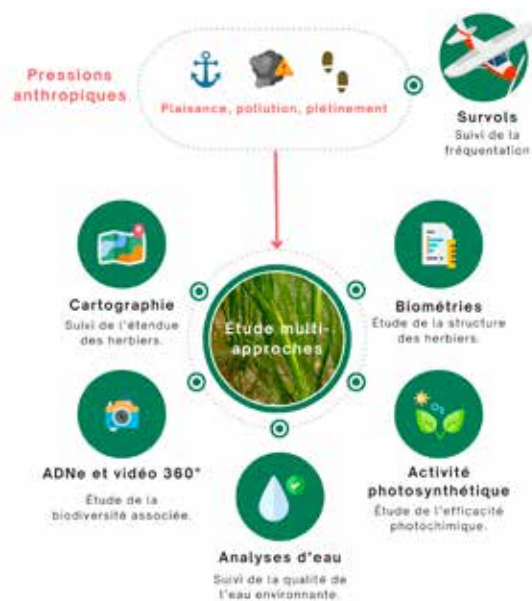 Pressions
anthropiques
Plaisance, pollution, piétinement
Survols
Suivi de la
fréquentation
Cartographie
Suivi de l'étendue
des herbiers.
Étude multi-
approches
Biométries
Étude de la structure
des herbiers.
ADNe et vidéo 360°
Étude de la
biodiversité associée.
Activité
photosynthétique
Étude de l'efficacité
photochimique.
Analyses d'eau
Suivi de la qualité de
l'eau environnante.